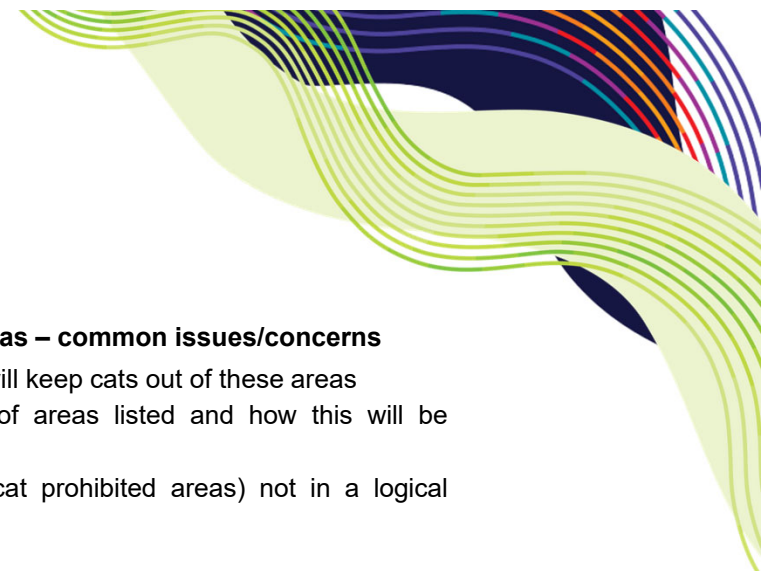 as – common issues/concerns
ill keep cats out of these areas
of areas listed and how this will be
cat prohibited areas) not in a logical